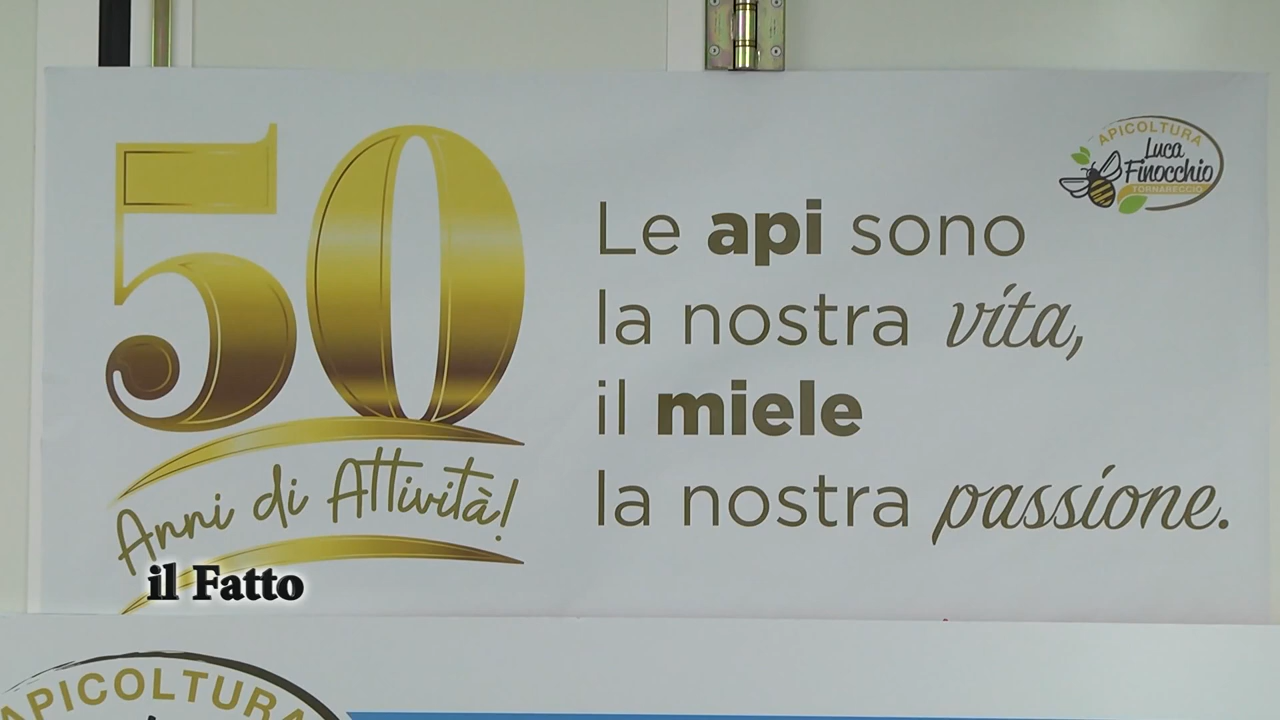 50
Anni di Attività!
Le api sono
la nostra vita,
il miele
la nostra passione.
APICOLTURA
Luca
Finocchio
TORNARECCIO
il Fatto
APICOLTURA